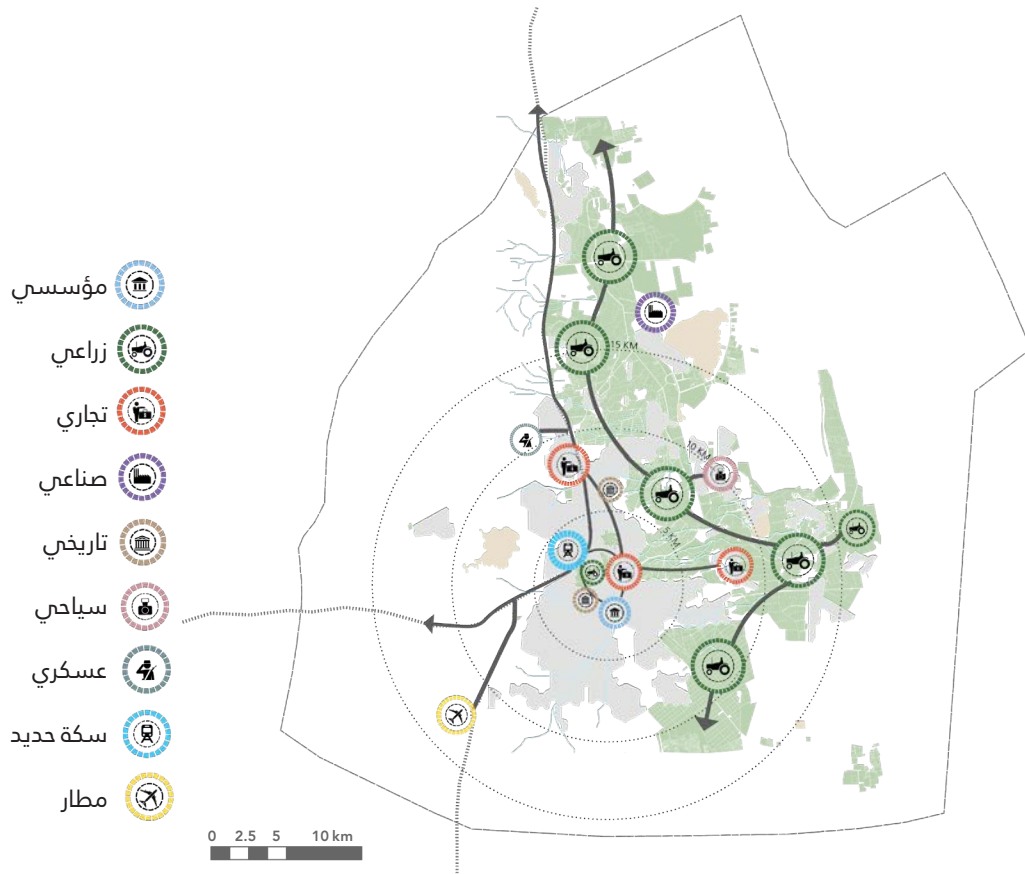 مؤسسي
زراعي
تجاري
صناعي
تاريخي
سياحي
عسكري
سكة حديد
مطار
15 KM
10 KM
5 KM
0 2.5 5 10 km